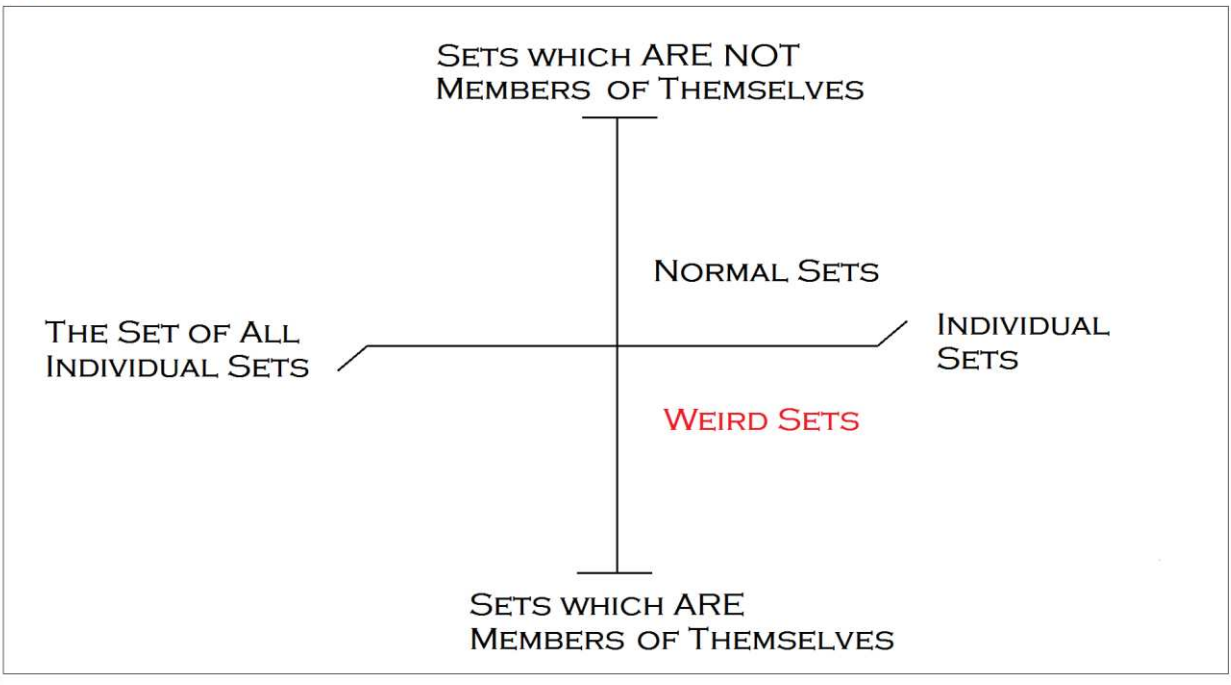 Sets which ARE NOT
Members of Themselves
Normal Sets
The Set of All
Individual Sets
Individual
Sets
Weird Sets
Sets which ARE
Members of Themselves